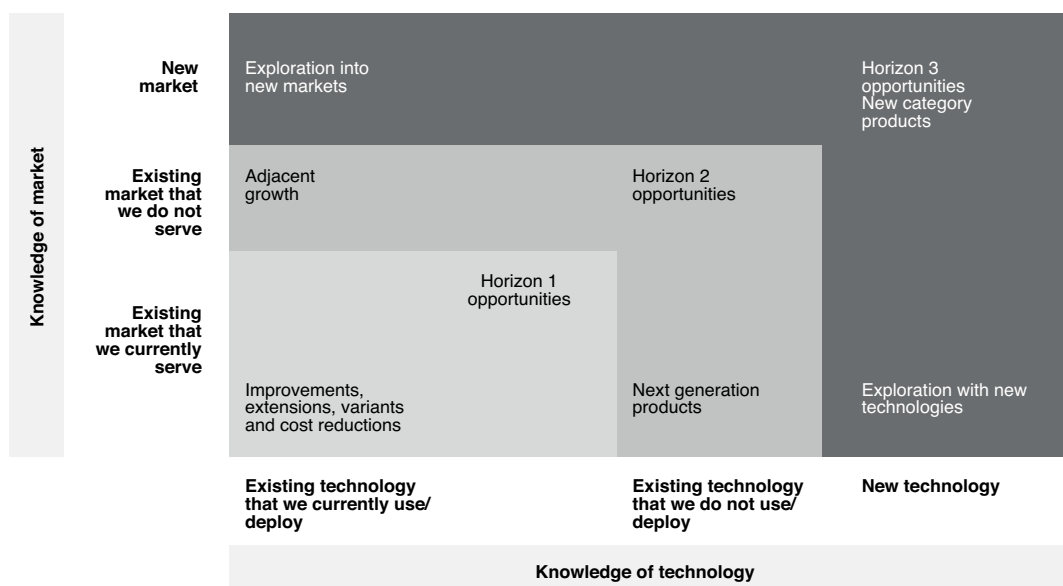 Knowledge of market
New
market
Exploration into
new markets
Horizon 3
opportunities
New category
products
Existing
market that
we do not
serve
Adjacent
growth
Horizon 2
opportunities
Existing
market that
we currently
serve
Horizon 1
opportunities
Improvements,
extensions, variants
and cost reductions
Next generation
products
Exploration with new
technologies
Existing technology
that we currently use/
deploy
Existing technology
that we do not use/
deploy
New technology
Knowledge of technology